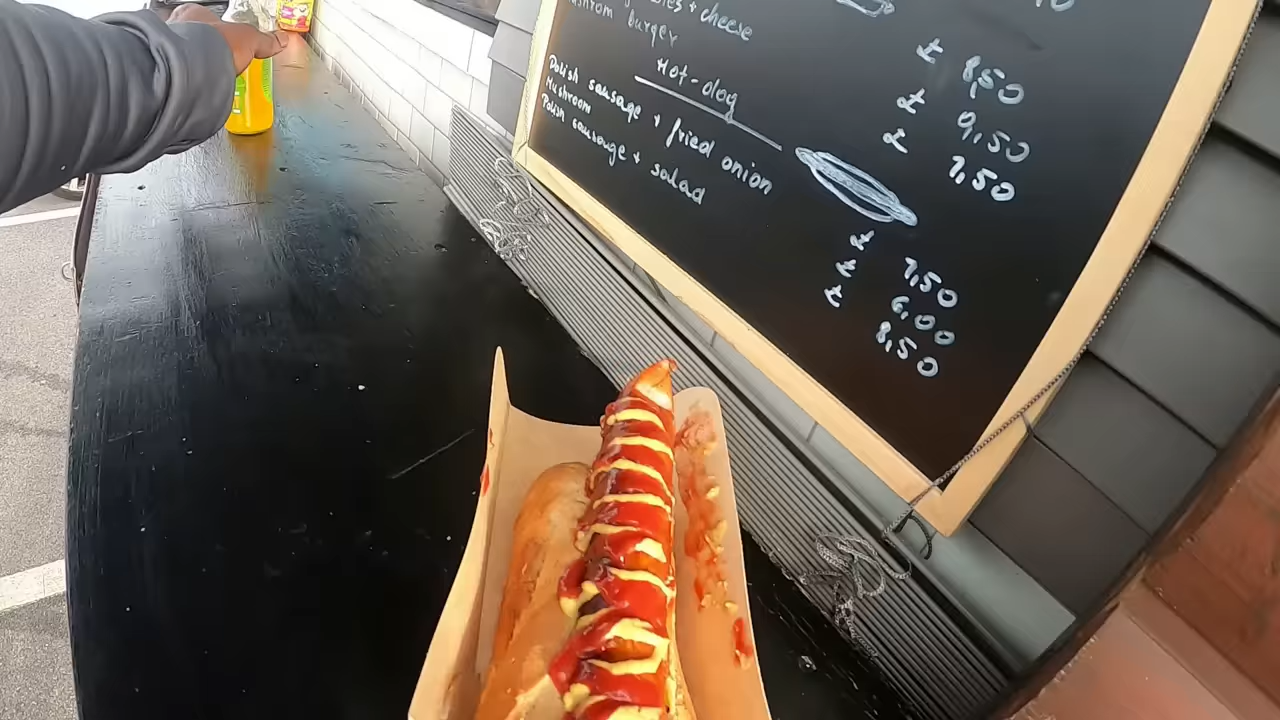 + cheese
burger
£ 8,50
£ 9,50
£ 7,50
Hot-dog
Polish sausage + fried onion
Mushroom
Polish sausage + salad
£ 7,50
£ 6,00
£ 8,50